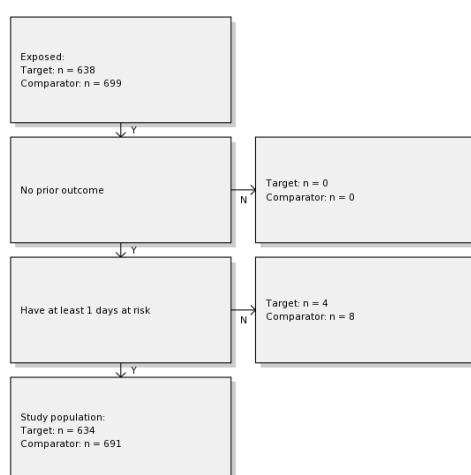 Exposed:
Target: n = 638
Comparator: n = 699
Y
No prior outcome
N
Target: n = 0
Comparator: n = 0
Y
Have at least 1 days at risk
N
Target: n = 4
Comparator: n = 8
Y
Study population:
Target: n = 634
Comparator: n = 691